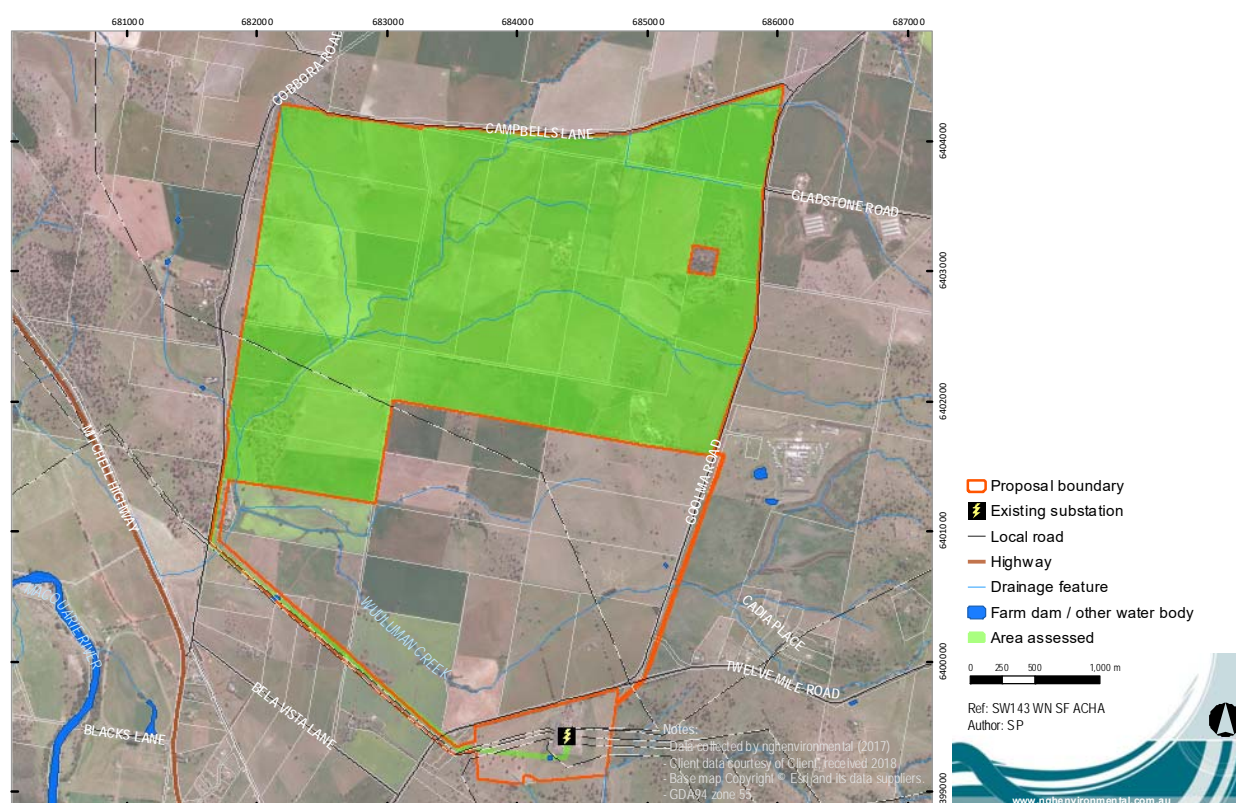 681000
682000
683000
684000
685000
686000
687000
COBBORA ROAD
CAMPBELLS LANE
6404000
GLADSTONE ROAD
6403000
6402000
MITCHELL HIGHWAY
GOOLMA ROAD
6401000
QUARIE RIVER
WUULUMAN CREEK
CADIA PLACE
6400000
TWELVE MILE ROAD
BELA VISTA LANE
BLACKS LANE
399000
Notes:
- Data collected by nghenvironmental (2017)
- Client data courtesy of Client, received 2018
- Base map Copyright © Esri and its data suppliers.
- GDA94 zone 55
Proposal boundary
Existing substation
Local road
Highway
Drainage feature
Farm dam / other water body
Area assessed
0 250 500 1,000 m
Ref: SW143 WN SF ACHA
Author: SP
www.nghenvironmental.com.au